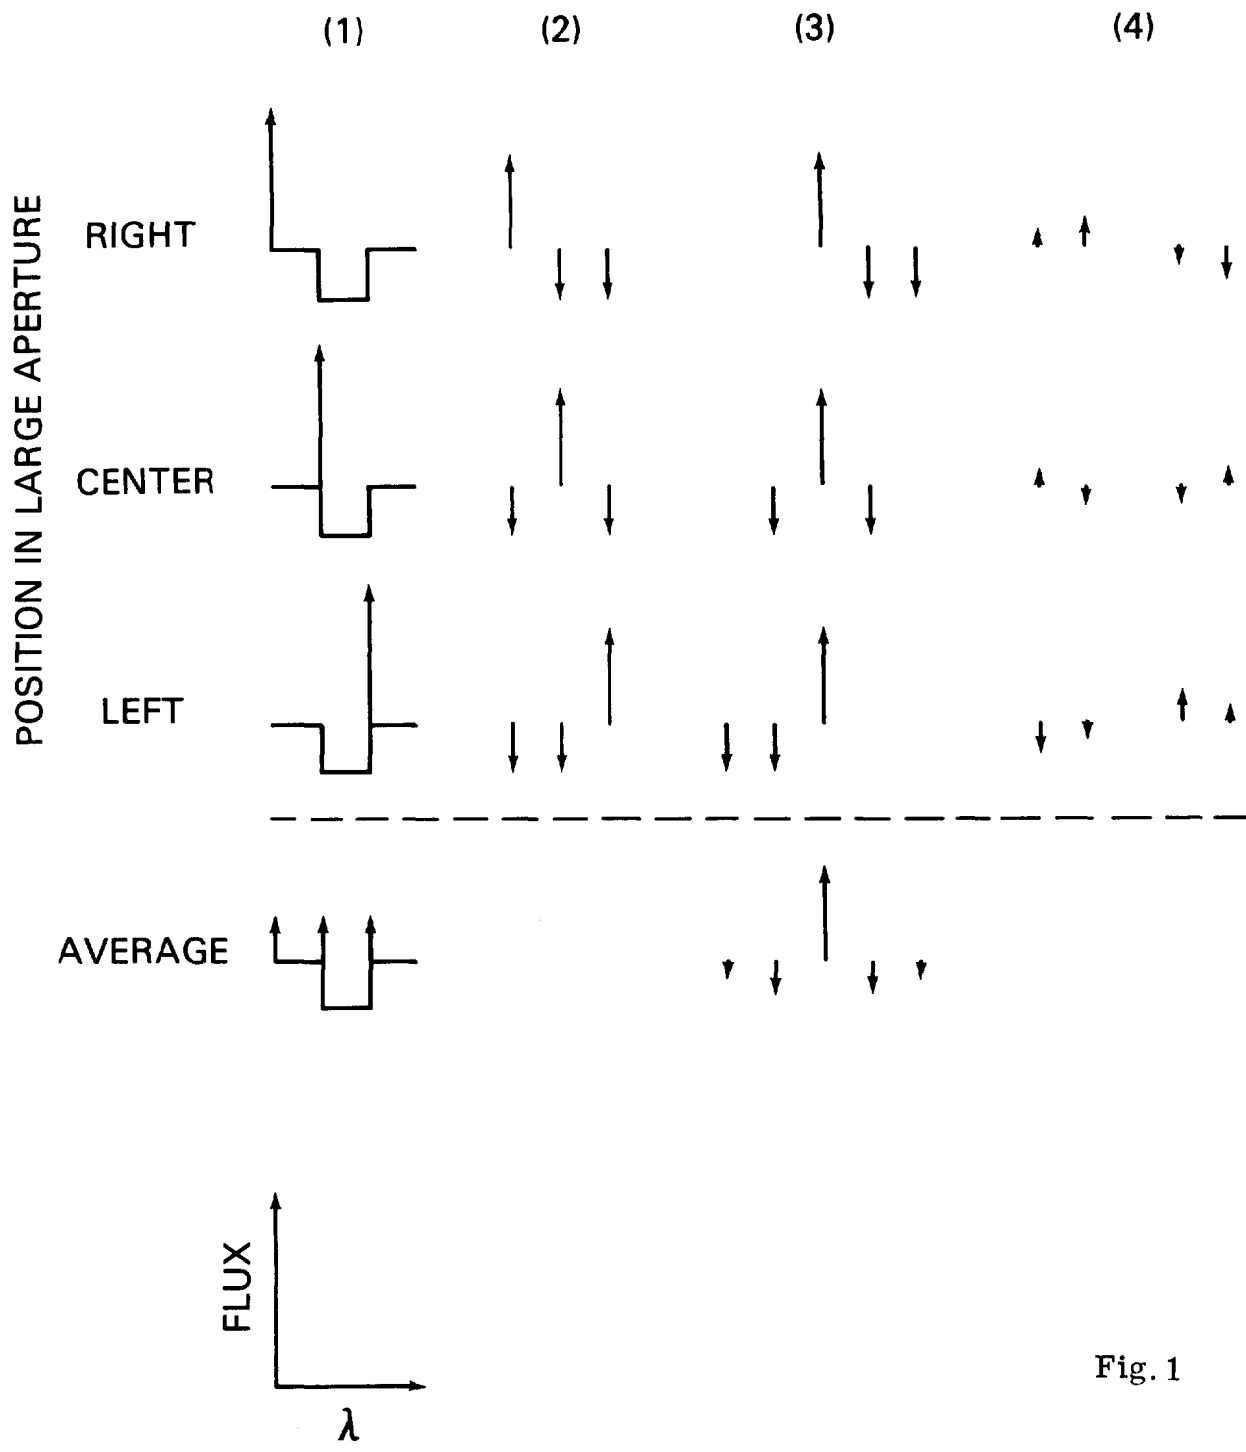 (1) (2) (3) (4)
POSITION IN LARGE APERTURE
RIGHT
CENTER
LEFT
AVERAGE
FLUX
λ
Fig. 1